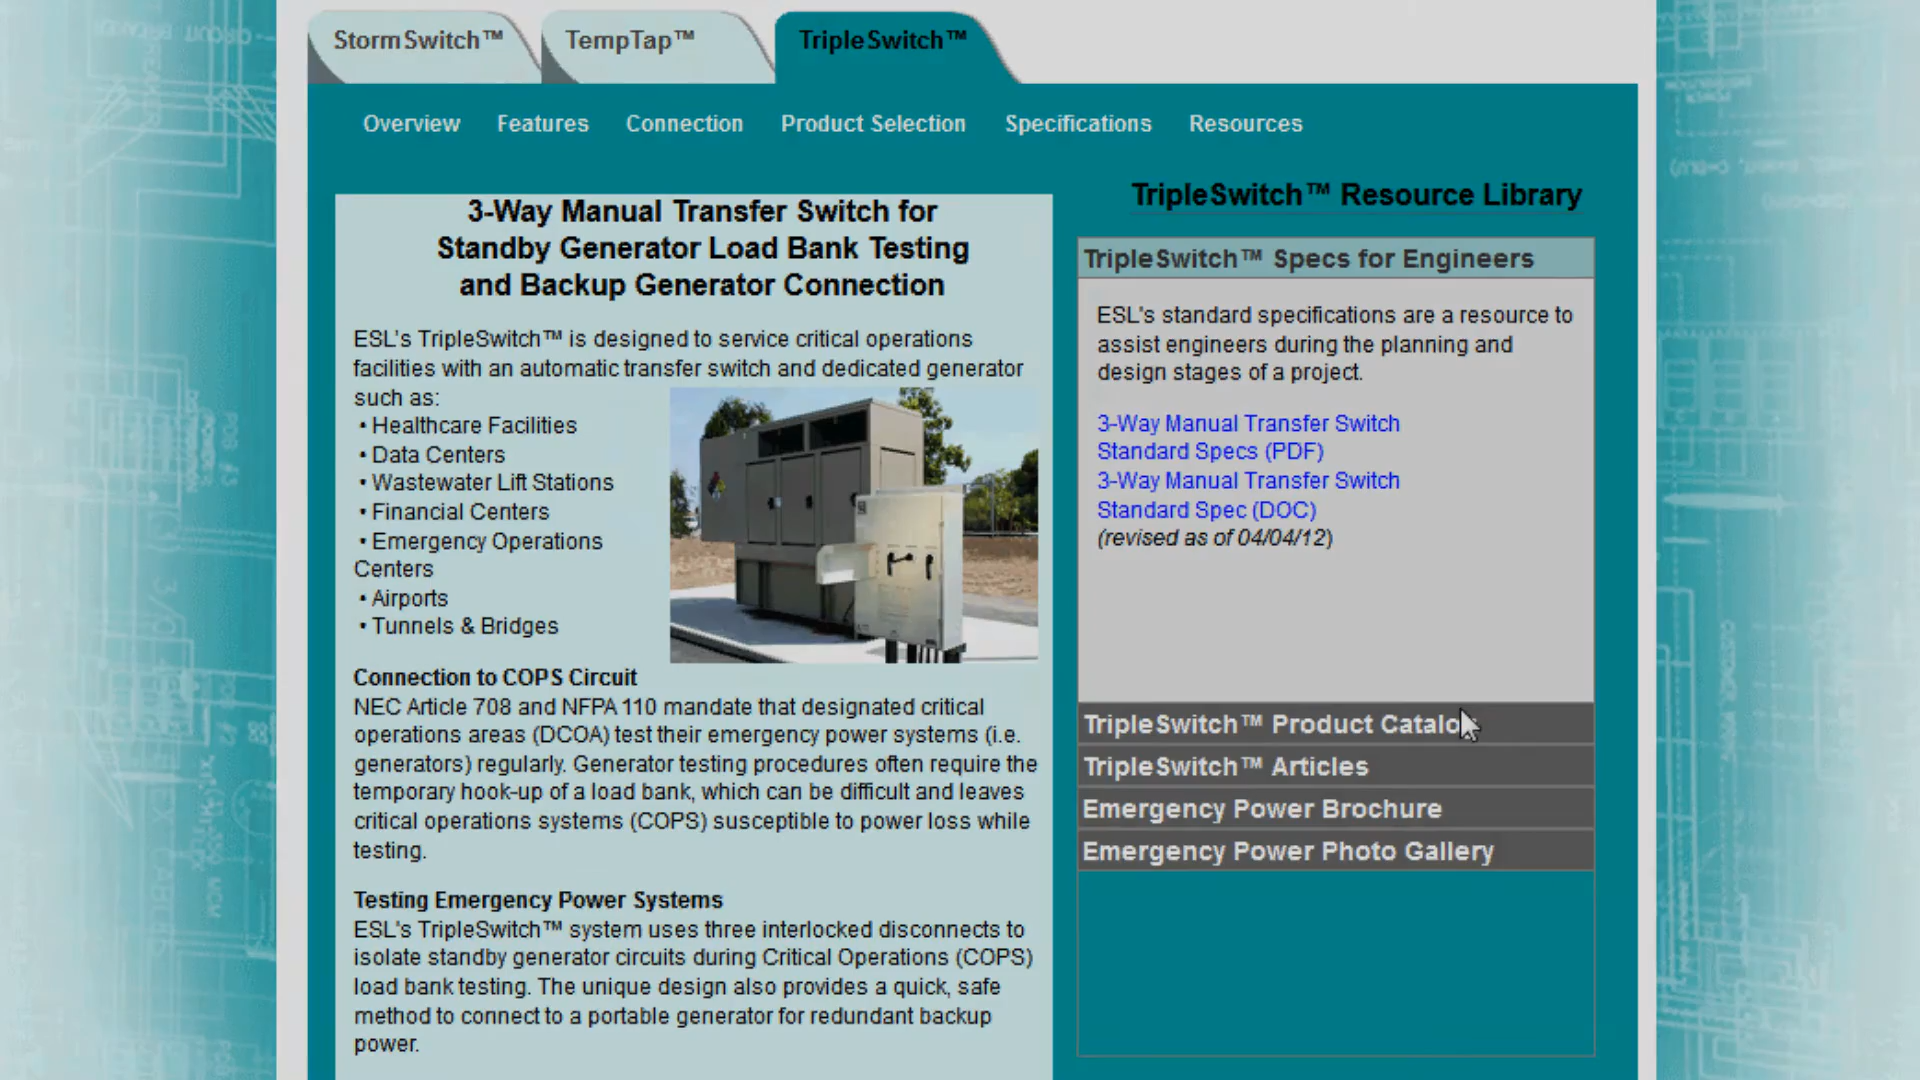 StormSwitch™
TempTap™
TripleSwitch™
Overview
Features
Connection
Product Selection
Specifications
Resources
3-Way Manual Transfer Switch for
Standby Generator Load Bank Testing
and Backup Generator Connection
ESL's TripleSwitch™ is designed to service critical operations
facilities with an automatic transfer switch and dedicated generator
such as:
• Healthcare Facilities
• Data Centers
• Wastewater Lift Stations
• Financial Centers
• Emergency Operations
Centers
• Airports
• Tunnels & Bridges
Connection to COPS Circuit
NEC Article 708 and NFPA 110 mandate that designated critical
operations areas (DCOA) test their emergency power systems (i.e.
generators) regularly. Generator testing procedures often require the
temporary hook-up of a load bank, which can be difficult and leaves
critical operations systems (COPS) susceptible to power loss while
testing.
Testing Emergency Power Systems
ESL's TripleSwitch™ system uses three interlocked disconnects to
isolate standby generator circuits during Critical Operations (COPS)
load bank testing. The unique design also provides a quick, safe
method to connect to a portable generator for redundant backup
power.
TripleSwitch™ Resource Library
TripleSwitch™ Specs for Engineers
ESL's standard specifications are a resource to
assist engineers during the planning and
design stages of a project.
3-Way Manual Transfer Switch
Standard Specs (PDF)
3-Way Manual Transfer Switch
Standard Spec (DOC)
(revised as of 04/04/12)
TripleSwitch™ Product Catalog
TripleSwitch™ Articles
Emergency Power Brochure
Emergency Power Photo Gallery